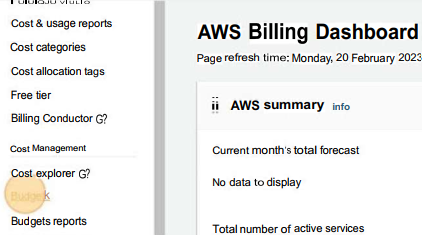 Cost & usage reports
Cost categories
Cost allocation tags
Free tier
Billing Conductor
Cost Management
Cost explorer
Budgets reports
AWS Billing Dashboard
Page refresh time: Monday, 20 February 2023
AWS summary info
Current month's total forecast
No data to display
Total number of active services